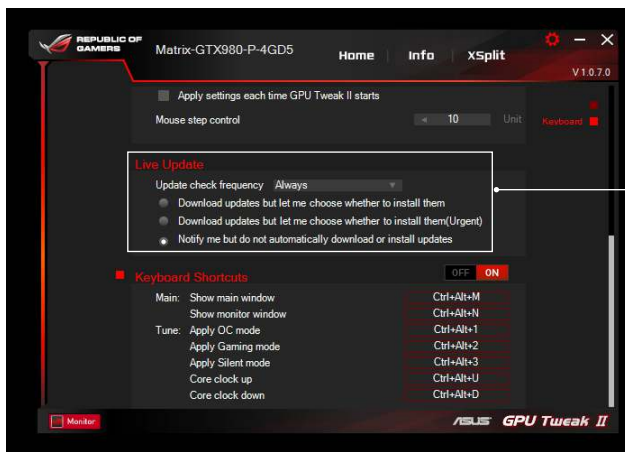 REPUBLIC OF
GAMERS
Matrix-GTX980-P-4GD5
Home
Info
XSplit
V 1.0.7.0
Apply settings each time GPU Tweak II starts
Mouse step control
10
Unit
Keyboard
Live Update
Update check frequency Always
Download updates but let me choose whether to install them
Download updates but let me choose whether to install them(Urgent)
Notify me but do not automatically download or install updates
Keyboard Shortcuts
OFF ON
Main: Show main window Ctrl+Alt+M
Show monitor window Ctrl+Alt+N
Tune: Apply OC mode Ctrl+Alt+1
Apply Gaming mode Ctrl+Alt+2
Apply Silent mode Ctrl+Alt+3
Core clock up Ctrl+Alt+U
Core clock down Ctrl+Alt+D
Monitor
ASUS GPU Tweak II